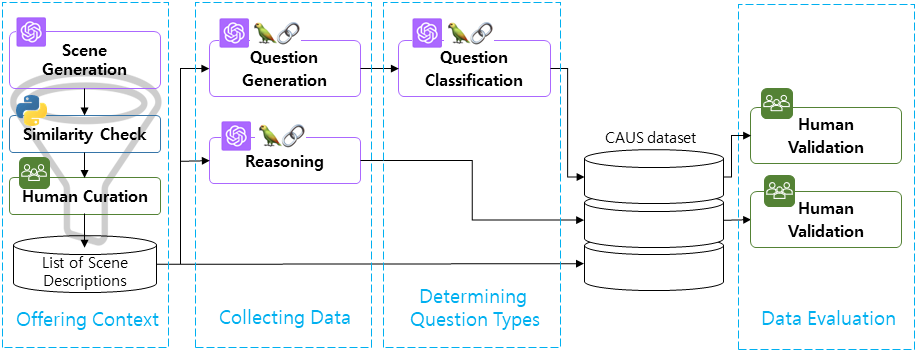 Scene
Generation
Similarity Check
Human Curation
List of Scene
Descriptions
Offering Context
Question
Generation
Reasoning
Collecting Data
Question
Classification
Determining
Question Types
CAUS dataset
Human
Validation
Human
Validation
Data Evaluation